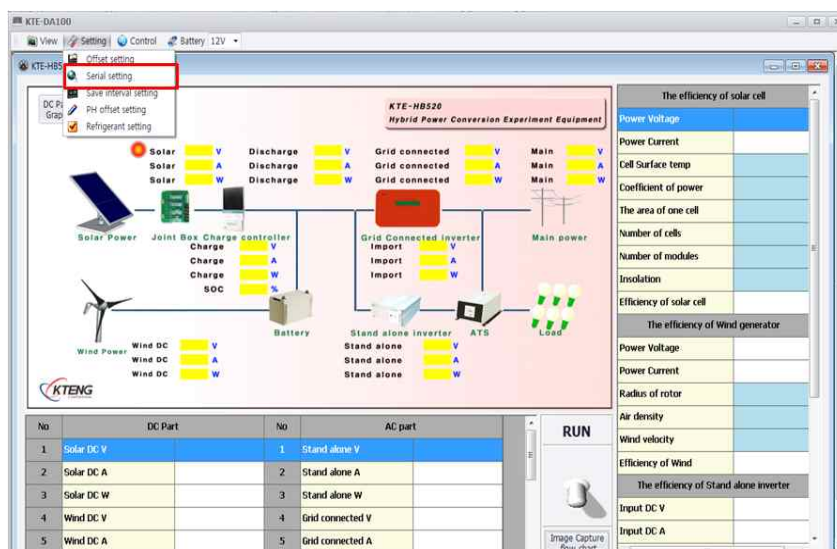 KTE-DA100
View Setting Control Battery 12V
Offset setting
Serial setting
Save interval setting
PH offset setting
Refrigerant setting
KTE-HB5
DC P
Grap
KTE-HB520
Hybrid Power Conversion Experiment Equipment
Solar V Discharge V Grid connected V Main V
Solar A Discharge A Grid connected A Main A
Solar W Discharge W Grid connected W Main W
Solar Power Joint Box Charge controller Grid Connected inverter Main power
Charge V Import V
Charge A Import A
Charge W Import W
SOC %
Battery Stand alone inverter ATS Load
Wind Power
Wind DC V Stand alone V
Wind DC A Stand alone A
Wind DC W Stand alone W
KTENG
No DC Part No AC part
1 Solar DC V 1 Stand alone V
2 Solar DC A 2 Stand alone A
3 Solar DC W 3 Stand alone W
4 Wind DC V 4 Grid connected V
5 Wind DC A 5 Grid connected A
RUN
Image Capture
flow chart
The efficiency of solar cell
Power Voltage
Power Current
Cell Surface temp
Coefficient of power
The area of one cell
Number of cells
Number of modules
Insolation
Efficiency of solar cell
The efficiency of Wind generator
Power Voltage
Power Current
Radius of rotor
Air density
Wind velocity
Efficiency of Wind
The efficiency of Stand alone inverter
Input DC V
Input DC A